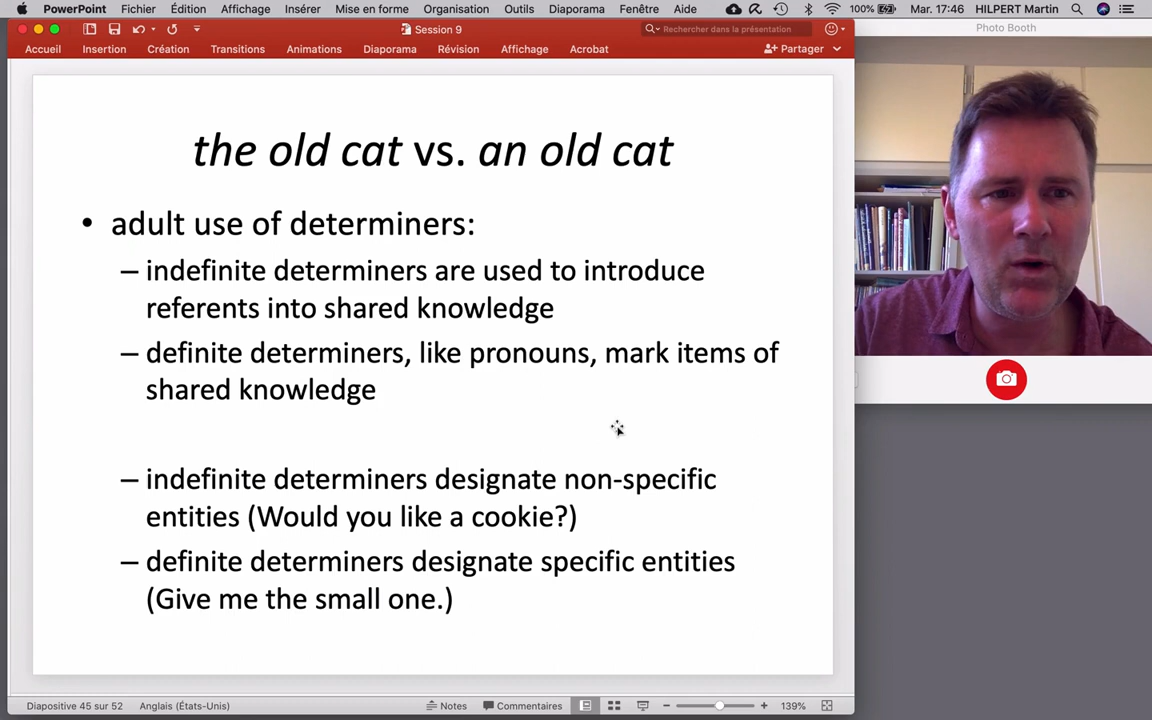 PowerPoint Fichier Édition Affichage Insérer Mise en forme Organisation Outils Diaporama Fenêtre Aide 100% Mar. 17:46 HILPERT Martin
Session 9
Rechercher dans la présentation
Photo Booth
Accueil Insertion Création Transitions Animations Diaporama Révision Affichage Acrobat Partager
the old cat vs. an old cat
• adult use of determiners:
– indefinite determiners are used to introduce
referents into shared knowledge
– definite determiners, like pronouns, mark items of
shared knowledge
– indefinite determiners designate non-specific
entities (Would you like a cookie?)
– definite determiners designate specific entities
(Give me the small one.)
Diapositive 45 sur 52 Anglais (États-Unis) Notes Commentaires 139%